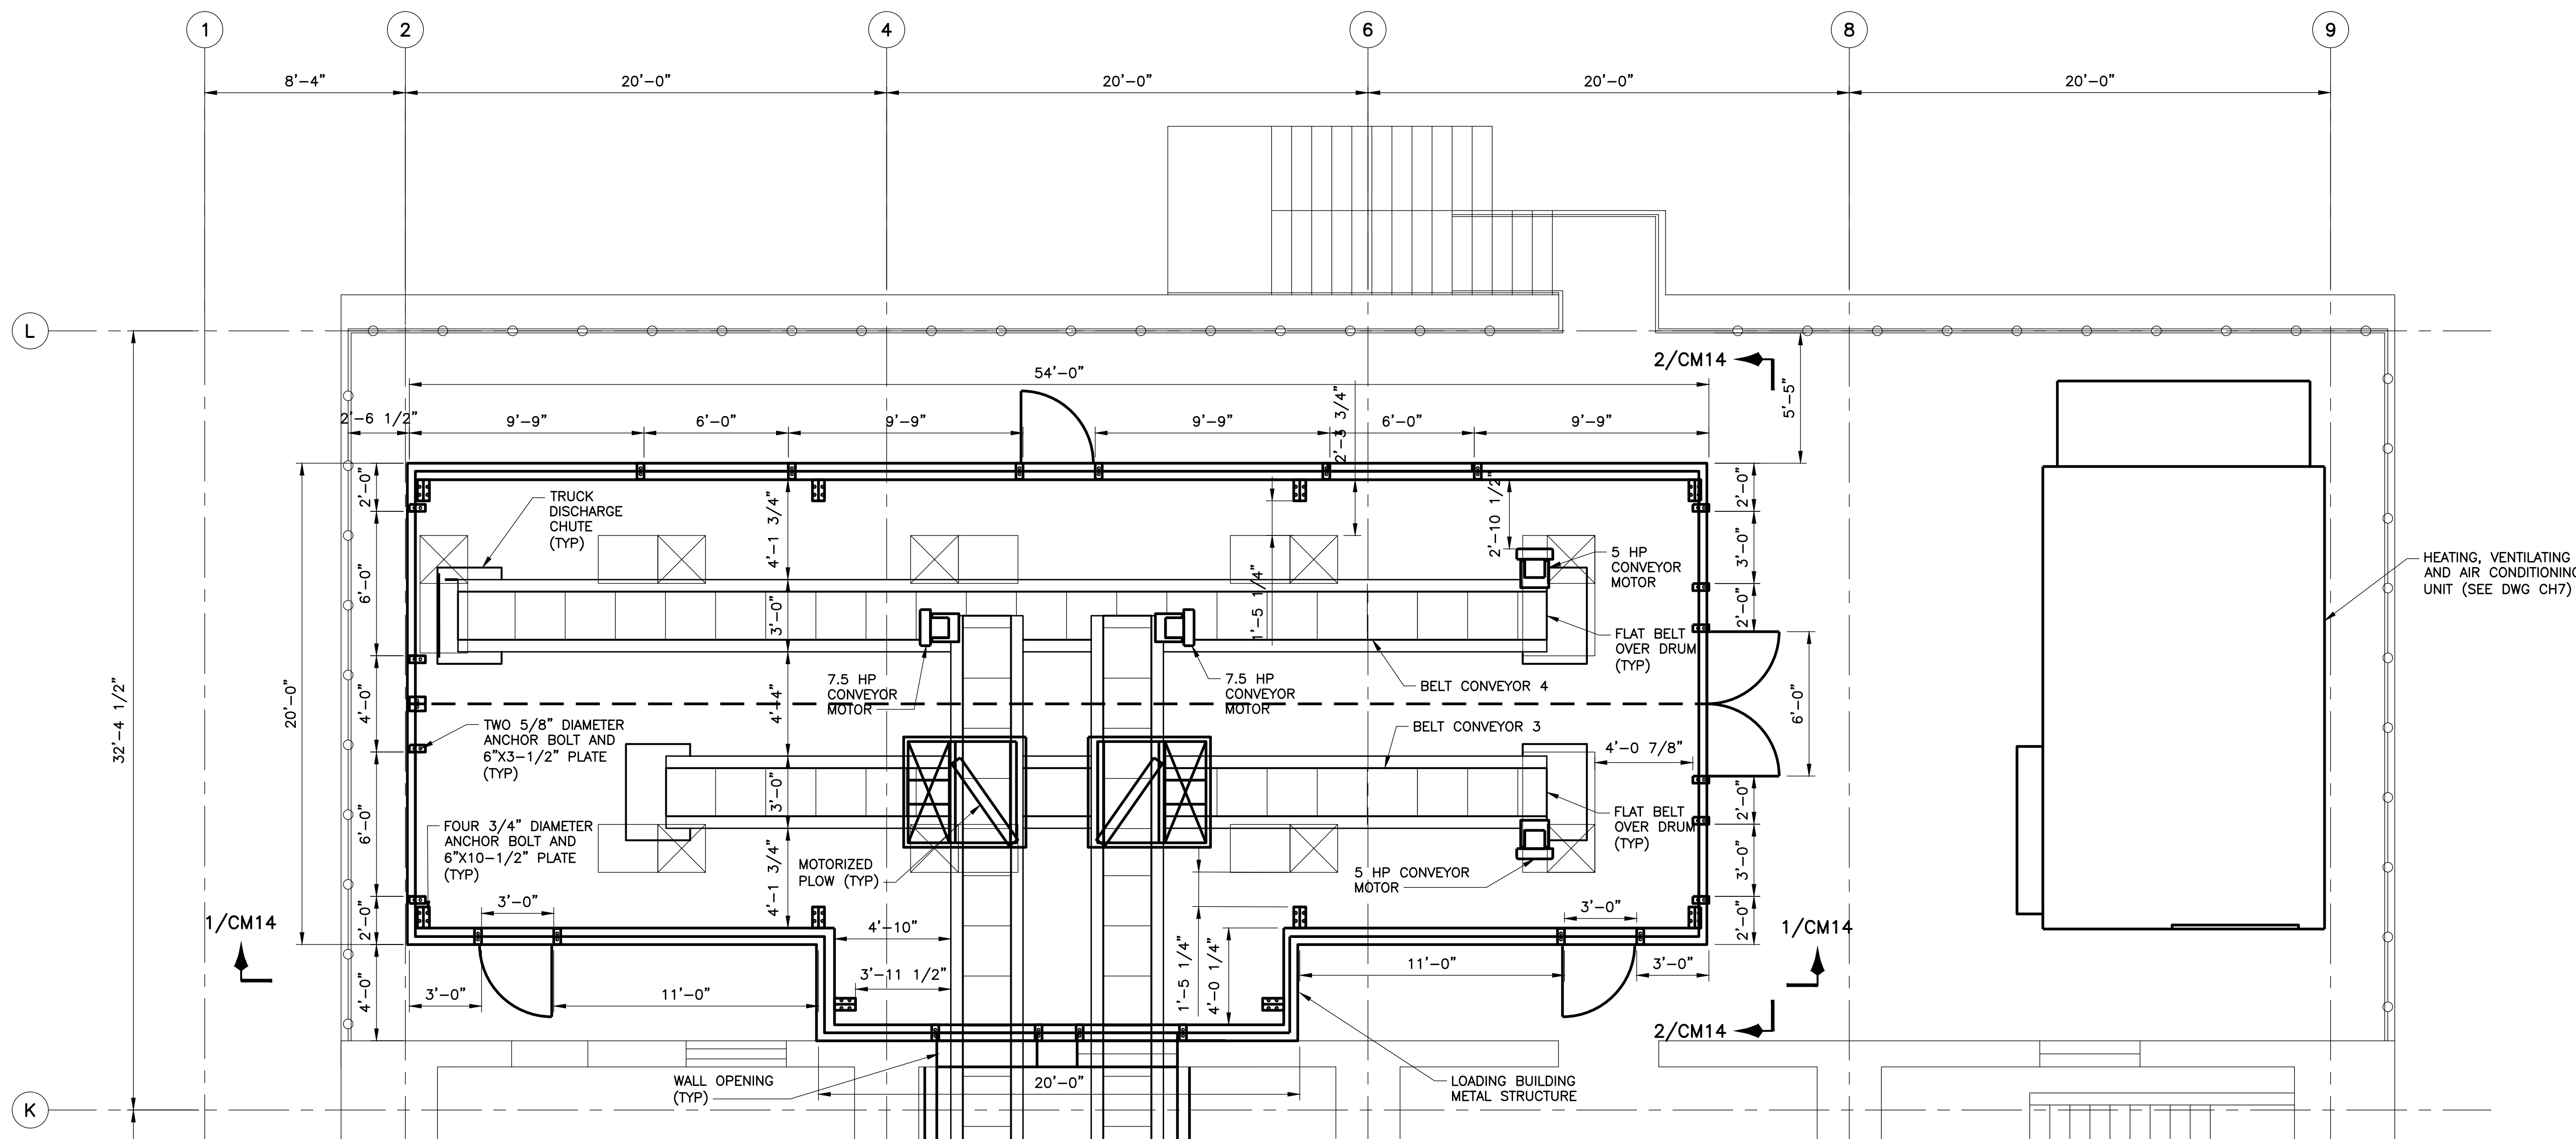 1
2
4
6
8
9
8'-4"
20'-0"
20'-0"
20'-0"
20'-0"
L
2/CM14
54'-0"
5'-5"
2'-6 1/2"
9'-9"
6'-0"
9'-9"
9'-9"
2'-3 3/4"
6'-0"
9'-9"
2'-0"
TRUCK
DISCHARGE
CHUTE
(TYP)
4'-1 3/4"
2'-10 1/2"
2'-0"
5 HP
CONVEYOR
MOTOR
3'-0"
HEATING, VENTILATING
AND AIR CONDITIONING
UNIT (SEE DWG CH7)
6'-0"
3'-0"
1'-5 1/4"
2'-0"
FLAT BELT
OVER DRUM
(TYP)
32'-4 1/2"
20'-0"
4'-0"
7.5 HP
CONVEYOR
MOTOR
7.5 HP
CONVEYOR
MOTOR
BELT CONVEYOR 4
4'-4"
6'-0"
TWO 5/8" DIAMETER
ANCHOR BOLT AND
6"X3-1/2" PLATE
(TYP)
BELT CONVEYOR 3
4'-0 7/8"
3'-0"
2'-0"
FLAT BELT
OVER DRUM
(TYP)
6'-0"
FOUR 3/4" DIAMETER
ANCHOR BOLT AND
6"X10-1/2" PLATE
(TYP)
MOTORIZED
PLOW (TYP)
4'-1 3/4"
5 HP CONVEYOR
MOTOR
3'-0"
1/CM14
2'-0"
3'-0"
4'-10"
3'-0"
2'-0"
1/CM14
3'-11 1/2"
1'-5 1/4"
4'-0 1/4"
11'-0"
3'-0"
4'-0"
3'-0"
11'-0"
2/CM14
WALL OPENING
(TYP)
20'-0"
LOADING BUILDING
METAL STRUCTURE
K